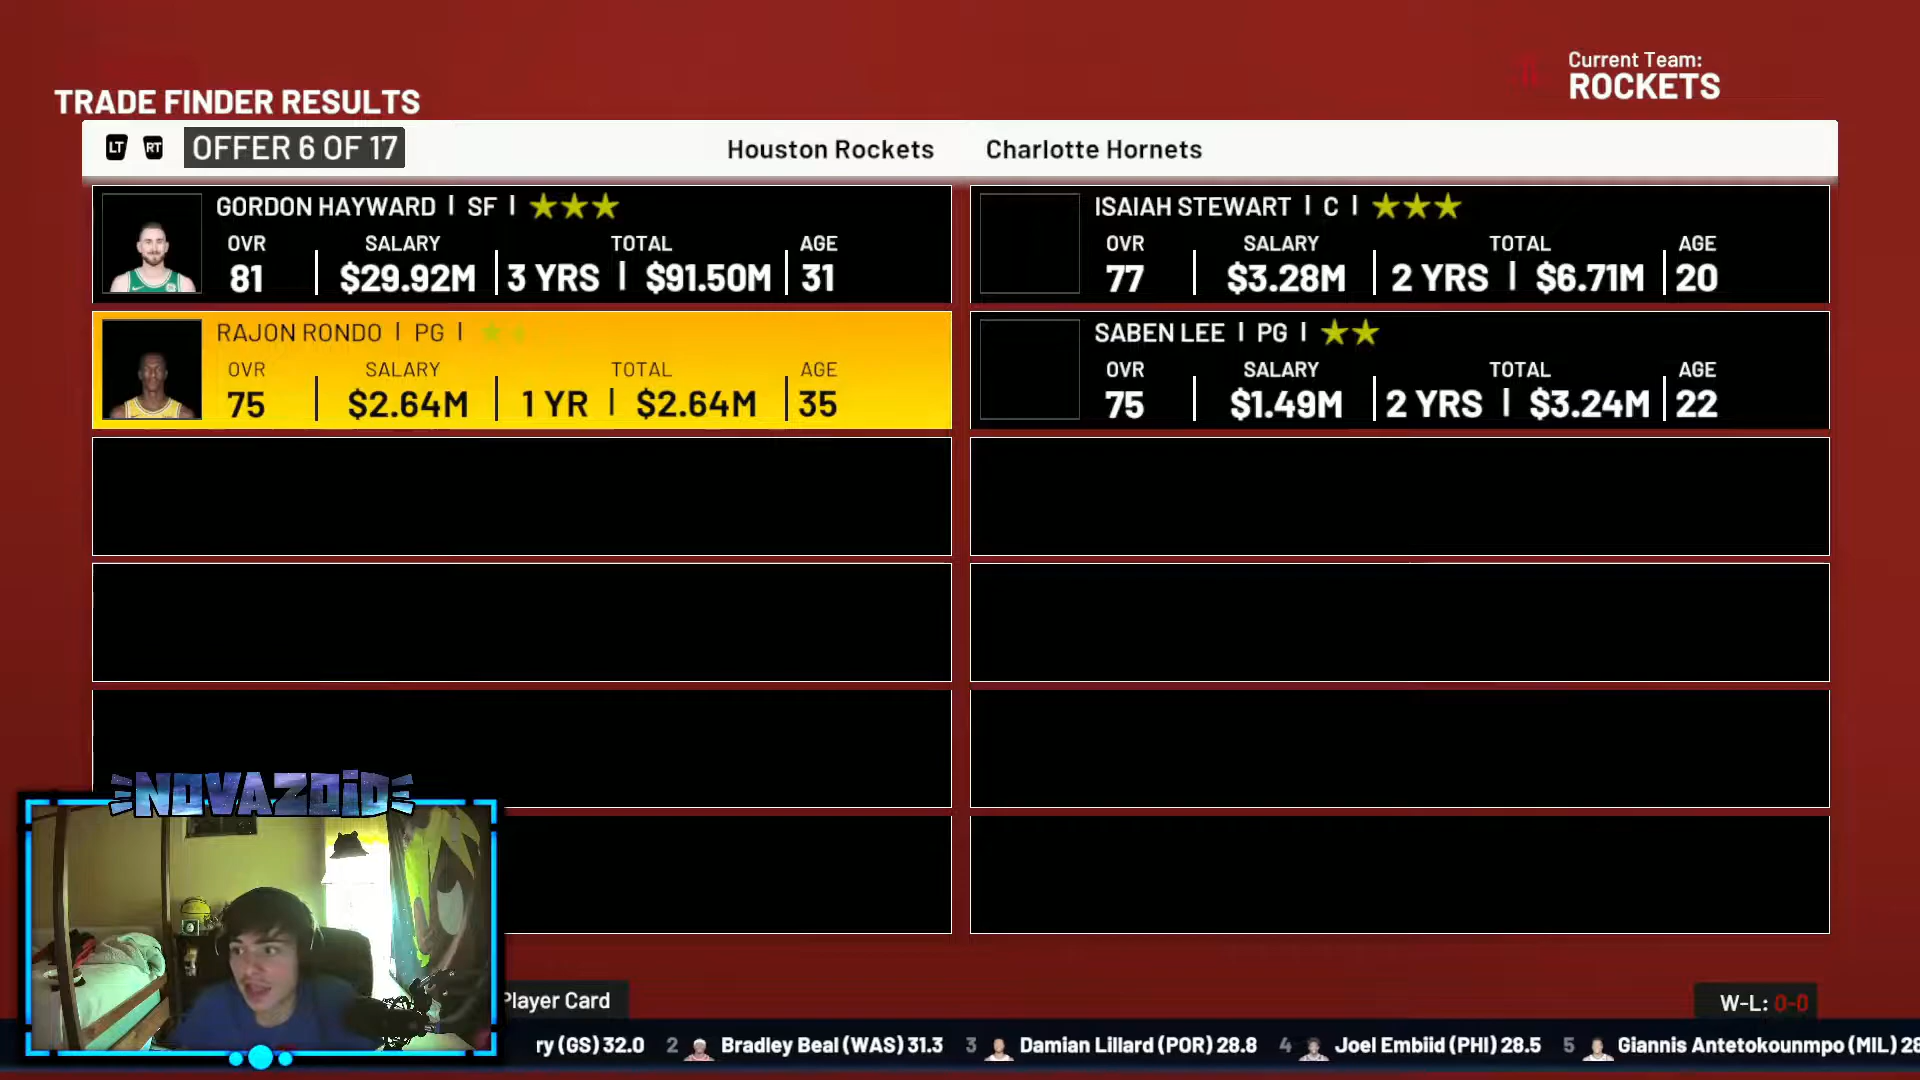 Current Team:
ROCKETS
TRADE FINDER RESULTS
LT RT OFFER 6 OF 17 Houston Rockets Charlotte Hornets
GORDON HAYWARD | SF |
OVR SALARY TOTAL AGE
81 $29.92M 3 YRS | $91.50M 31
ISAIAH STEWART | C |
OVR SALARY TOTAL AGE
77 $3.28M 2 YRS | $6.71M 20
RAJON RONDO | PG |
OVR SALARY TOTAL AGE
75 $2.64M 1 YR | $2.64M 35
SABEN LEE | PG |
OVR SALARY TOTAL AGE
75 $1.49M 2 YRS | $3.24M 22
NOVAZOiD
Player Card
W-L: 0-0
ry (GS) 32.0 2 Bradley Beal (WAS) 31.3 3 Damian Lillard (POR) 28.8 4 Joel Embiid (PHI) 28.5 5 Giannis Antetokounmpo (MIL) 28